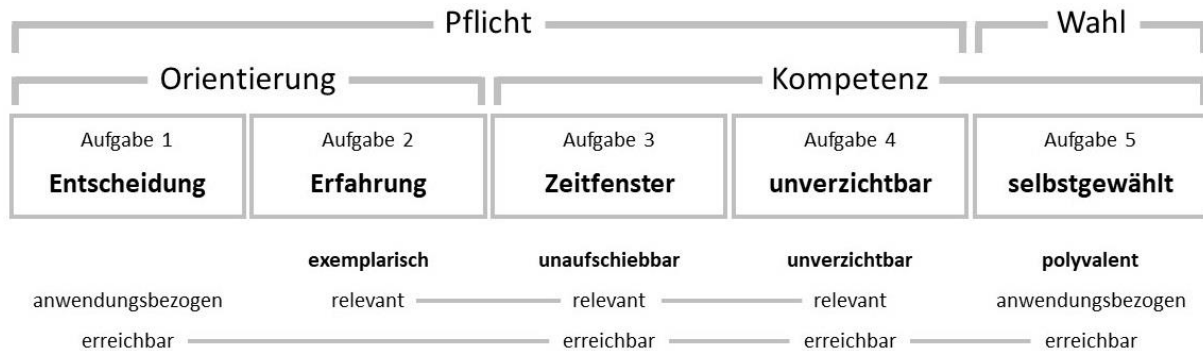 Pflicht Wahl
Orientierung Kompetenz
Aufgabe 1 Aufgabe 2 Aufgabe 3 Aufgabe 4 Aufgabe 5
Entscheidung Erfahrung Zeitfenster unverzichtbar selbstgewählt
exemplarisch unaufschiebbar unverzichtbar polyvalent
anwendungsbezogen relevant relevant relevant anwendungsbezogen
erreichbar erreichbar erreichbar erreichbar